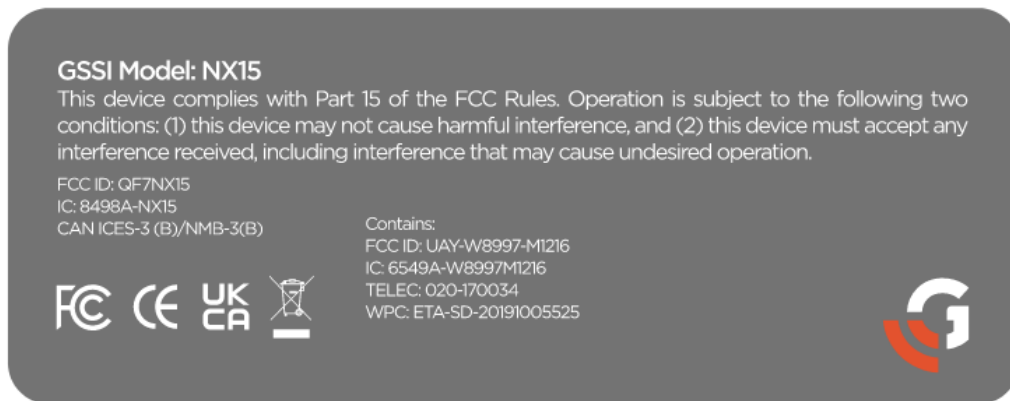 GSSI Model: NX15
This device complies with Part 15 of the FCC Rules. Operation is subject to the following two
conditions: (1) this device may not cause harmful interference, and (2) this device must accept any
interference received, including interference that may cause undesired operation.
FCC ID: QF7NX15
IC: 8498A-NX15
CAN ICES-3 (B)/NMB-3(B)
Contains:
FCC ID: UAY-W8997-M1216
IC: 6549A-W8997M1216
TELEC: 020-170034
WPC: ETA-SD-20191005525
FC CE UK
CA
G